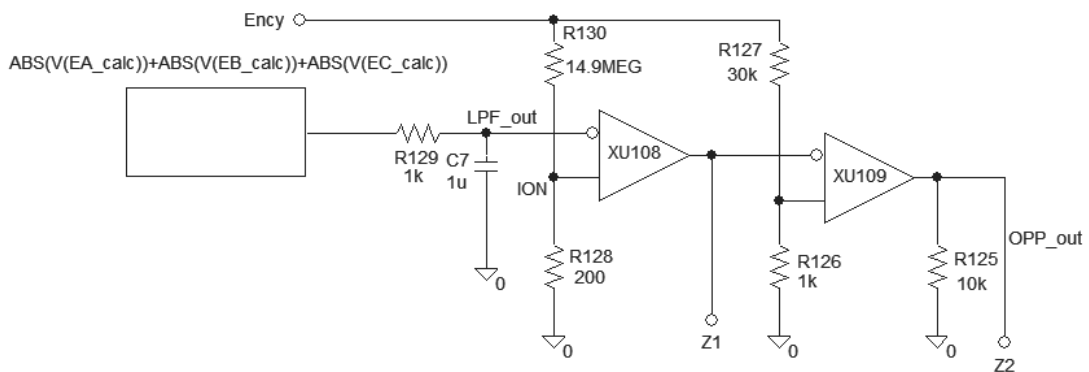 Ency
R130
14.9MEG
R127
30k
ABS(V(EA_calc))+ABS(V(EB_calc))+ABS(V(EC_calc))
LPF_out
R129
1k
C7
1u
XU108
ION
XU109
R128
200
R126
1k
R125
10k
OPP_out
0
0
0
0
Z1
Z2